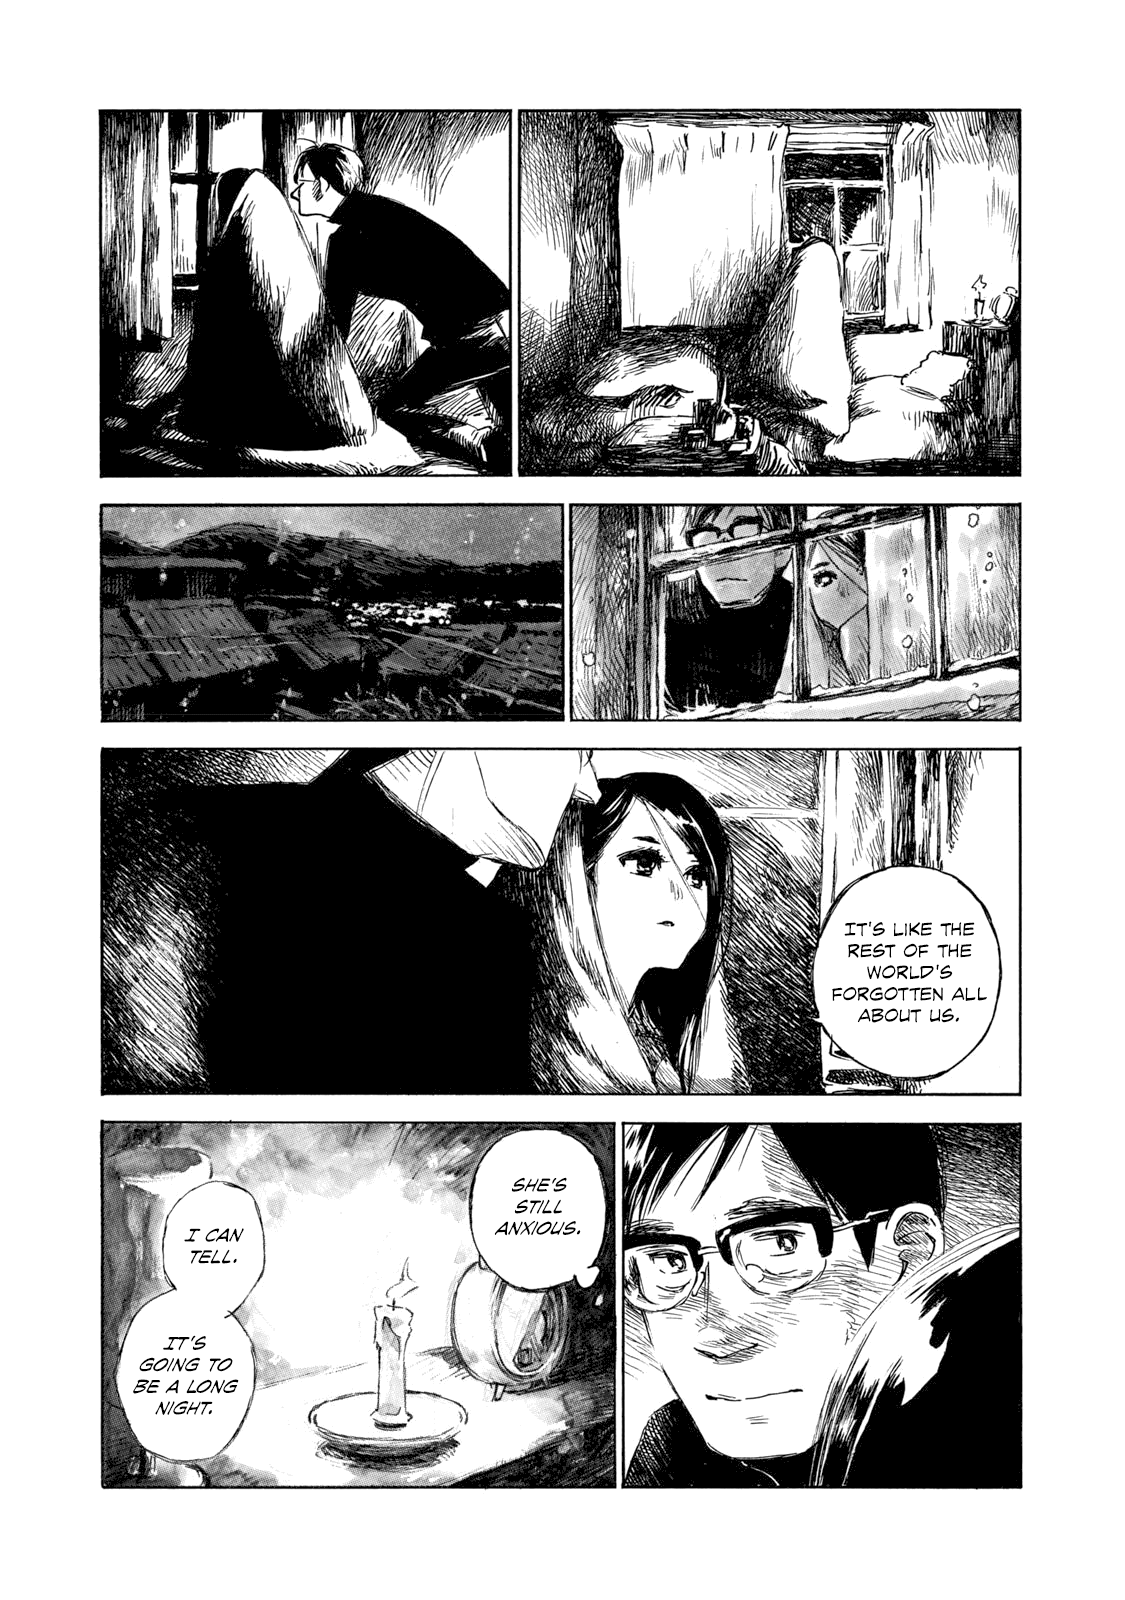 IT'S LIKE THE
REST OF THE
WORLD'S
FORGOTTEN ALL
ABOUT US.
SHE'S
STILL
ANXIOUS.
I CAN
TELL.
IT'S
GOING TO
BE A LONG
NIGHT.